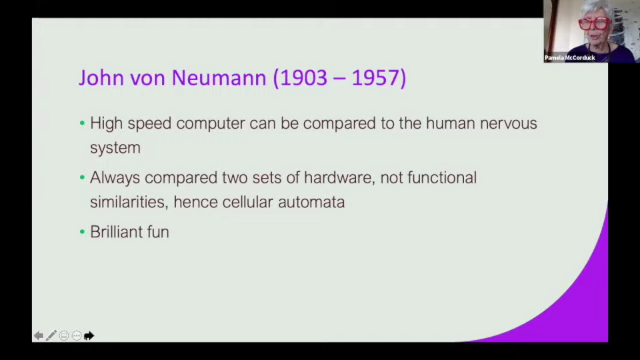 Pamela McCorduck
John von Neumann (1903 – 1957)
• High speed computer can be compared to the human nervous
system
• Always compared two sets of hardware, not functional
similarities, hence cellular automata
• Brilliant fun